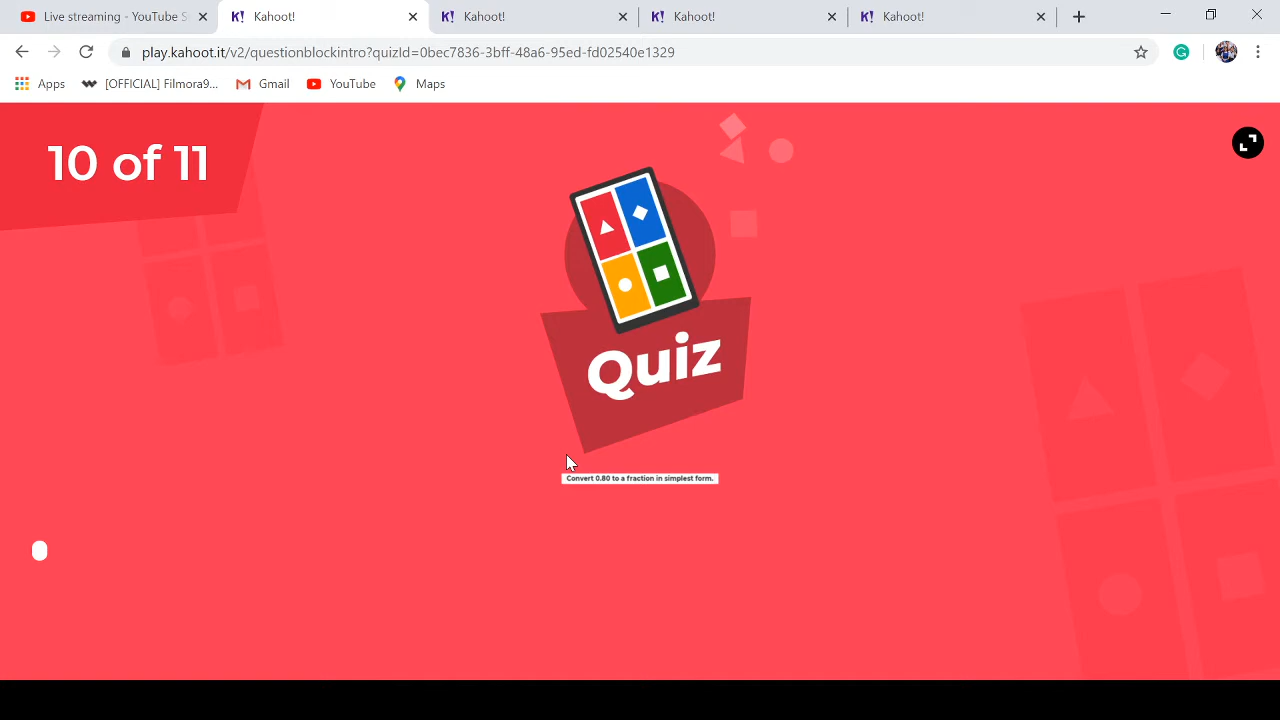 Live streaming - YouTube S
Kahoot!
Kahoot!
Kahoot!
Kahoot!
play.kahoot.it/v2/questionblockintro?quizId=0bec7836-3bff-48a6-95ed-fd02540e1329
Apps
[OFFICIAL] Filmora9...
Gmail
YouTube
Maps
10 of 11
Quiz
Convert 0.80 to a fraction in simplest form.